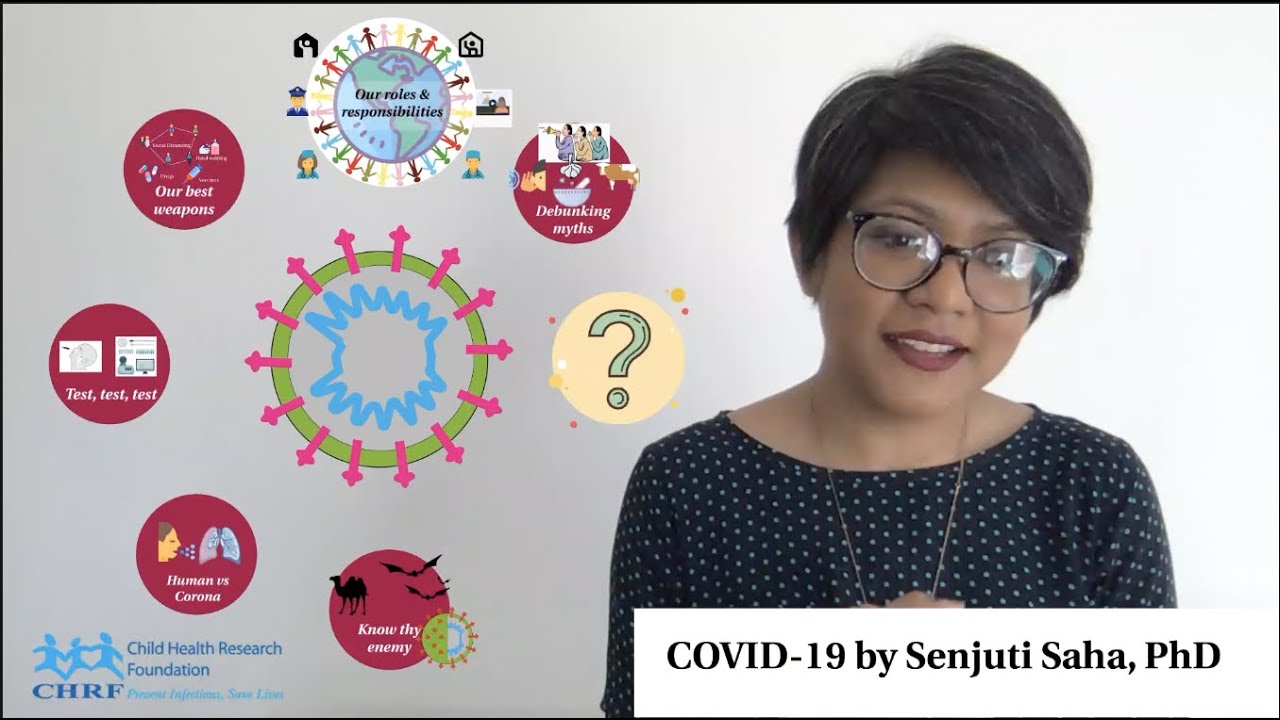 Our roles &
responsibilities
Social Distancing
Hand washing
Drugs
Vaccines
Our best
weapons
Debunking
myths
?
Test, test, test
Human vs
Corona
Know thy
enemy
Child Health Research
Foundation
CHRF Prevent Infections, Save Lives
COVID-19 by Senjuti Saha, PhD